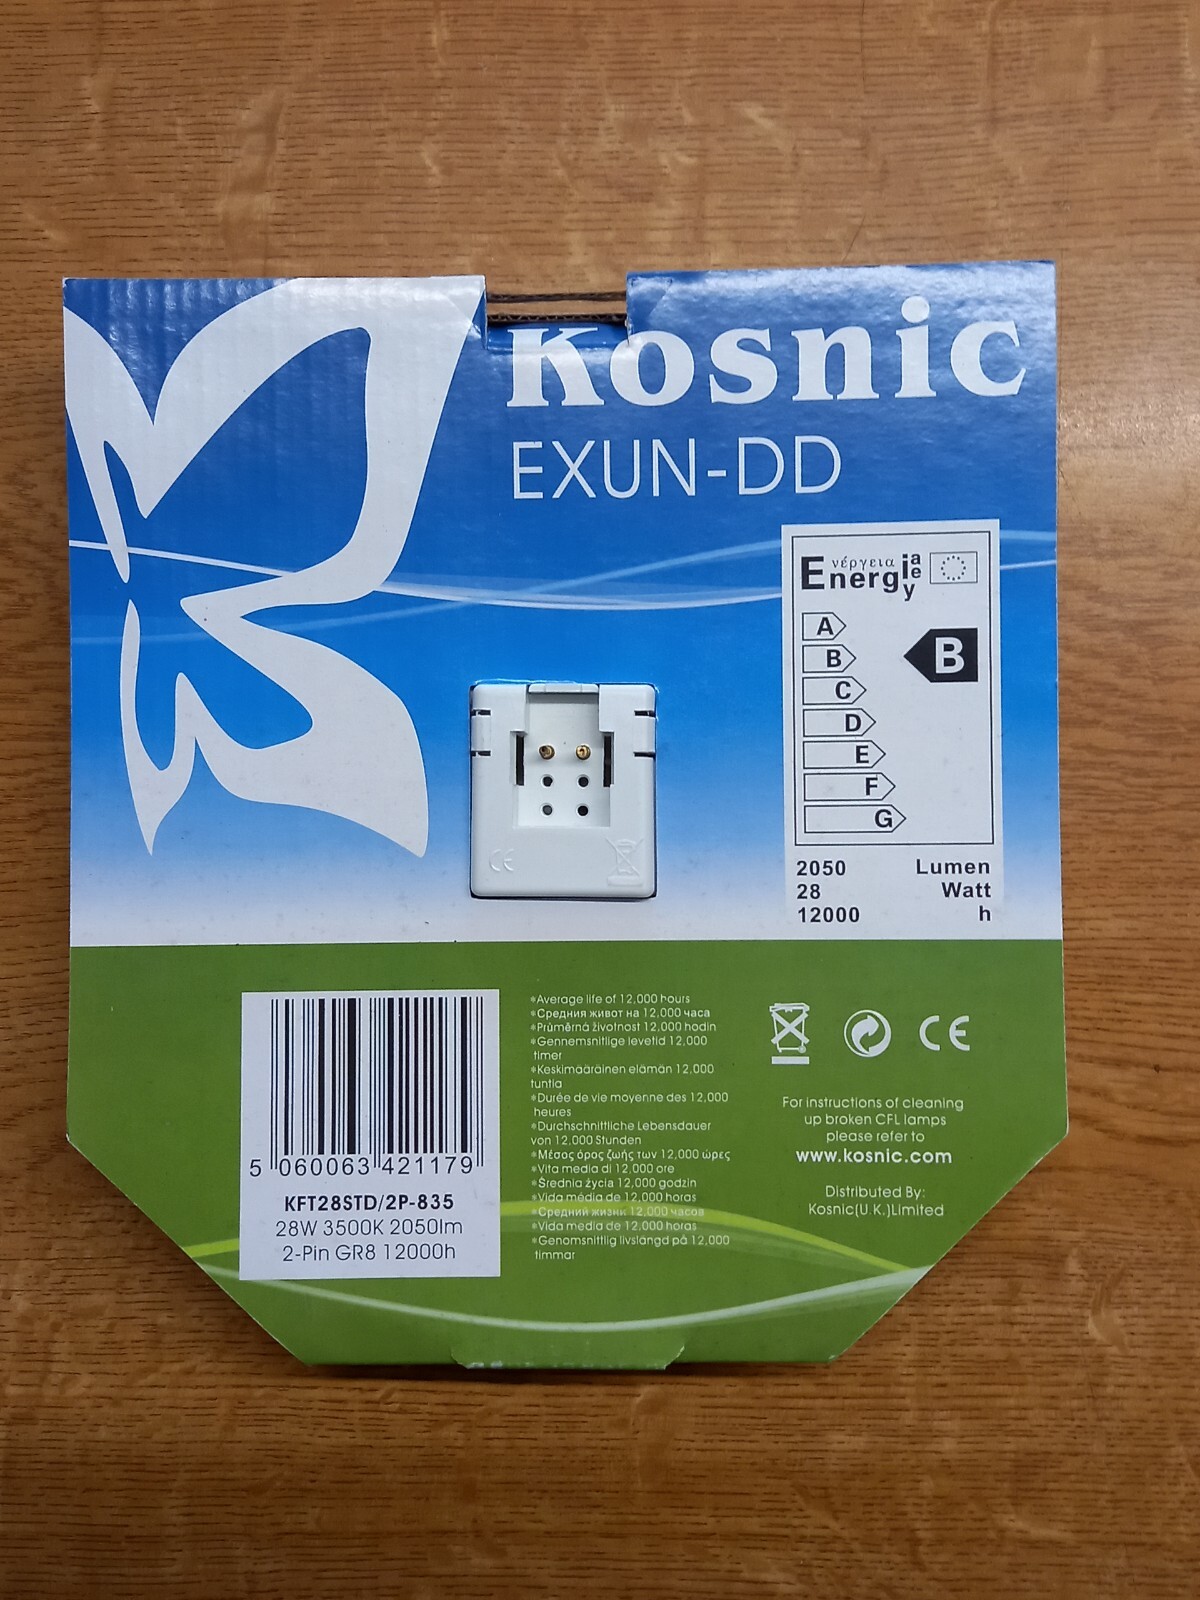 Kosnic
EXUN-DD
Energ ία
ενέργεια
ia
ie
y
A
B
C
D
E
F
G
B
2050 Lumen
28 Watt
12000 h
CE
5 060063 421179
KFT28STD/2P-835
28W 3500K 2050lm
2-Pin GR8 12000h
*Average life of 12,000 hours
*Средния живот на 12,000 часа
*Průměrná životnost 12,000 hodin
*Gennemsnitlige levetid 12,000
timer
*Keskimääräinen elämän 12,000
tuntia
*Durée de vie moyenne des 12,000
heures
*Durchschnittliche Lebensdauer
von 12,000 Stunden
*Μέσος όρος ζωής των 12,000 ώρες
*Vita media di 12,000 ore
*Średnia życia 12,000 godzin
*Vida média de 12,000 horas
*Средний жизни 12,000 часов
*Vida media de 12,000 horas
*Genomsnittlig livslängd på 12,000
timmar
CE
For instructions of cleaning
up broken CFL lamps
please refer to
www.kosnic.com
Distributed By:
Kosnic(U.K.)Limited